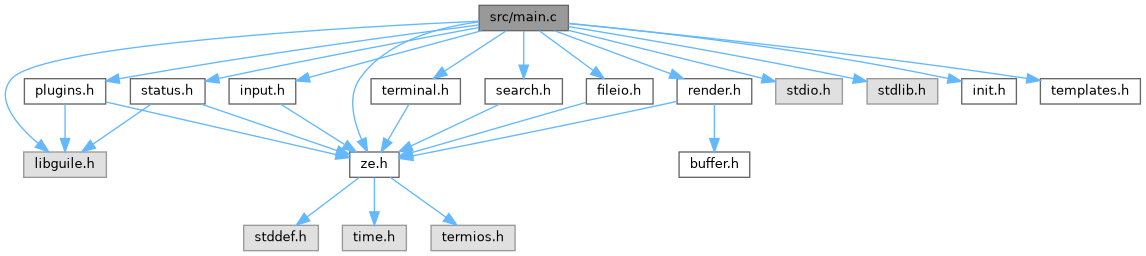 src/main.c
plugins.h
status.h
input.h
terminal.h
search.h
fileio.h
render.h
stdio.h
stdlib.h
init.h
templates.h
libguile.h
ze.h
buffer.h
stddef.h
time.h
termios.h